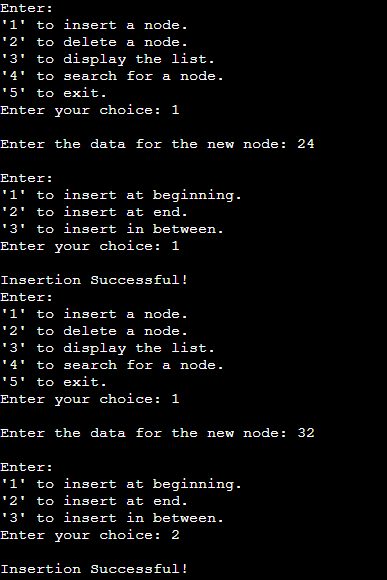 Enter:
'1' to insert a node.
'2' to delete a node.
'3' to display the list.
'4' to search for a node.
'5' to exit.
Enter your choice: 1
Enter the data for the new node: 24
Enter:
'1' to insert at beginning.
'2' to insert at end.
'3' to insert in between.
Enter your choice: 1
Insertion Successful!
Enter:
'1' to insert a node.
'2' to delete a node.
'3' to display the list.
'4' to search for a node.
'5' to exit.
Enter your choice: 1
Enter the data for the new node: 32
Enter:
'1' to insert at beginning.
'2' to insert at end.
'3' to insert in between.
Enter your choice: 2
Insertion Successful!